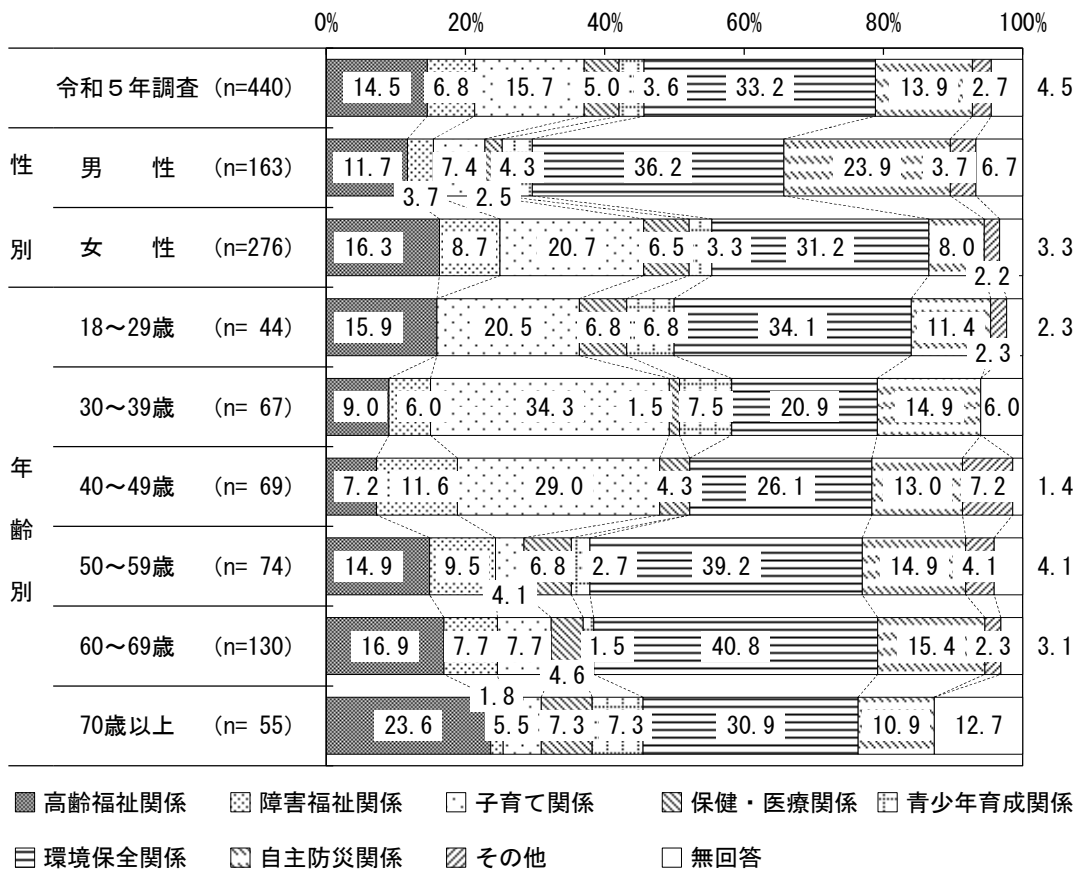 0% 20% 40% 60% 80% 100%
令和５年調査 (n=440) 14.5 6.8 15.7 5.0 3.6 33.2 13.9 2.7 4.5
性 男 性 (n=163) 11.7 7.4 4.3 36.2 23.9 3.7 6.7
3.7 2.5
別 女 性 (n=276) 16.3 8.7 20.7 6.5 3.3 31.2 8.0 3.3
2.2
18～29歳 (n= 44) 15.9 20.5 6.8 6.8 34.1 11.4 2.3
2.3
30～39歳 (n= 67) 9.0 6.0 34.3 1.5 7.5 20.9 14.9 6.0
年 40～49歳 (n= 69) 7.2 11.6 29.0 4.3 26.1 13.0 7.2 1.4
齢
別 50～59歳 (n= 74) 14.9 9.5 6.8 2.7 39.2 14.9 4.1 4.1
4.1
60～69歳 (n=130) 16.9 7.7 7.7 1.5 40.8 15.4 2.3 3.1
4.6
1.8
70歳以上 (n= 55) 23.6 5.5 7.3 7.3 30.9 10.9 12.7
高齢福祉関係 障害福祉関係 子育て関係 保健・医療関係 青少年育成関係
環境保全関係 自主防災関係 その他 無回答